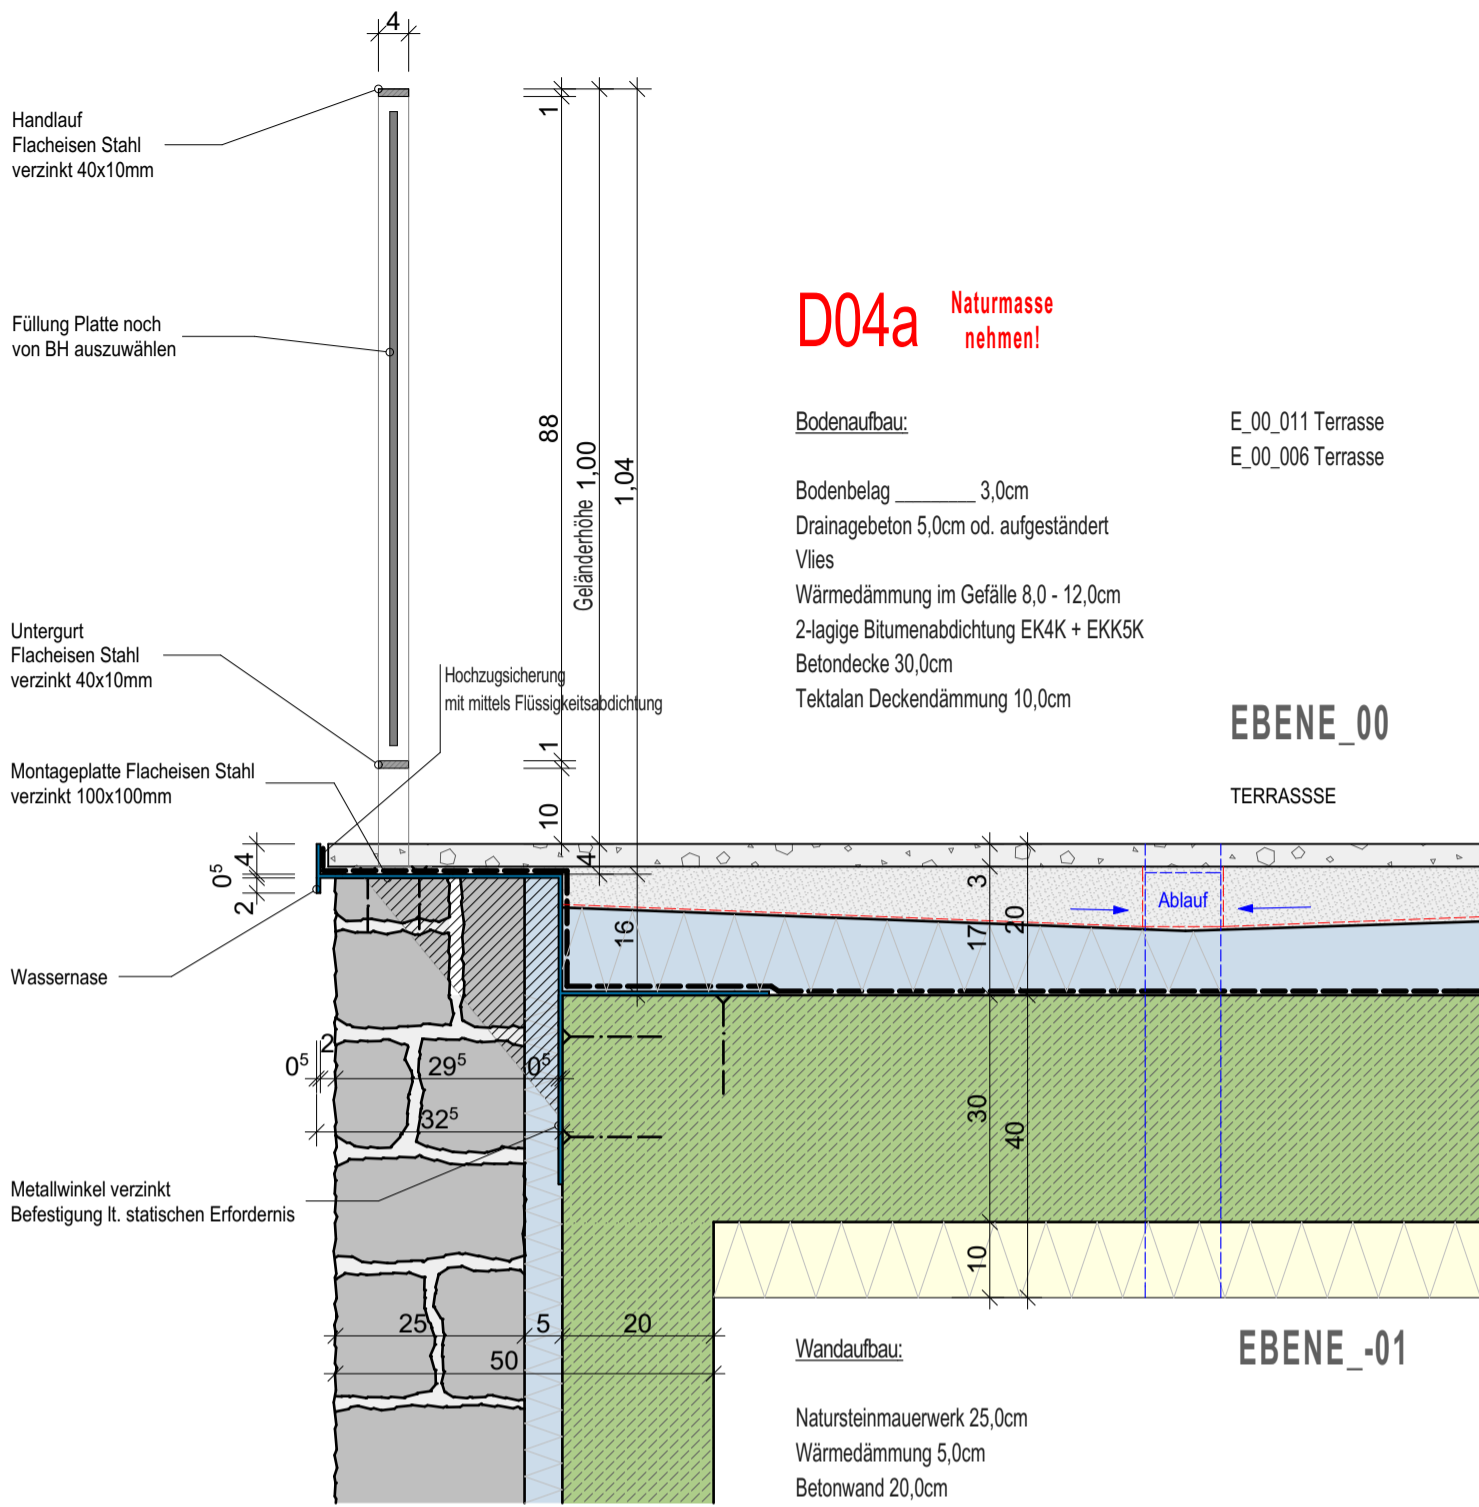 4
Handlauf
Flacheisen Stahl
verzinkt 40x10mm
1
D04a
Naturmasse
nehmen!
Füllung Platte noch
von BH auszuwählen
88
Geländerhöhe 1,00
1,04
Bodenaufbau:
E_00_011 Terrasse
E_00_006 Terrasse
Bodenbelag ________ 3,0cm
Drainagebeton 5,0cm od. aufgeständert
Vlies
Wärmedämmung im Gefälle 8,0 - 12,0cm
2-lagige Bitumenabdichtung EK4K + EKK5K
Betondecke 30,0cm
Tektalan Deckendämmung 10,0cm
Untergurt
Flacheisen Stahl
verzinkt 40x10mm
Hochzugsicherung
mit mittels Flüssigkeitsabdichtung
EBENE_00
1
Montageplatte Flacheisen Stahl
verzinkt 100x100mm
TERRASSSE
10
4
0⁵
2
4
3
Ablauf
20
17
16
Wassernase
0⁵
2
29⁵
0⁵
32⁵
30
40
Metallwinkel verzinkt
Befestigung lt. statischen Erfordernis
10
25
5
20
50
Wandaufbau:
EBENE_-01
Natursteinmauerwerk 25,0cm
Wärmedämmung 5,0cm
Betonwand 20,0cm